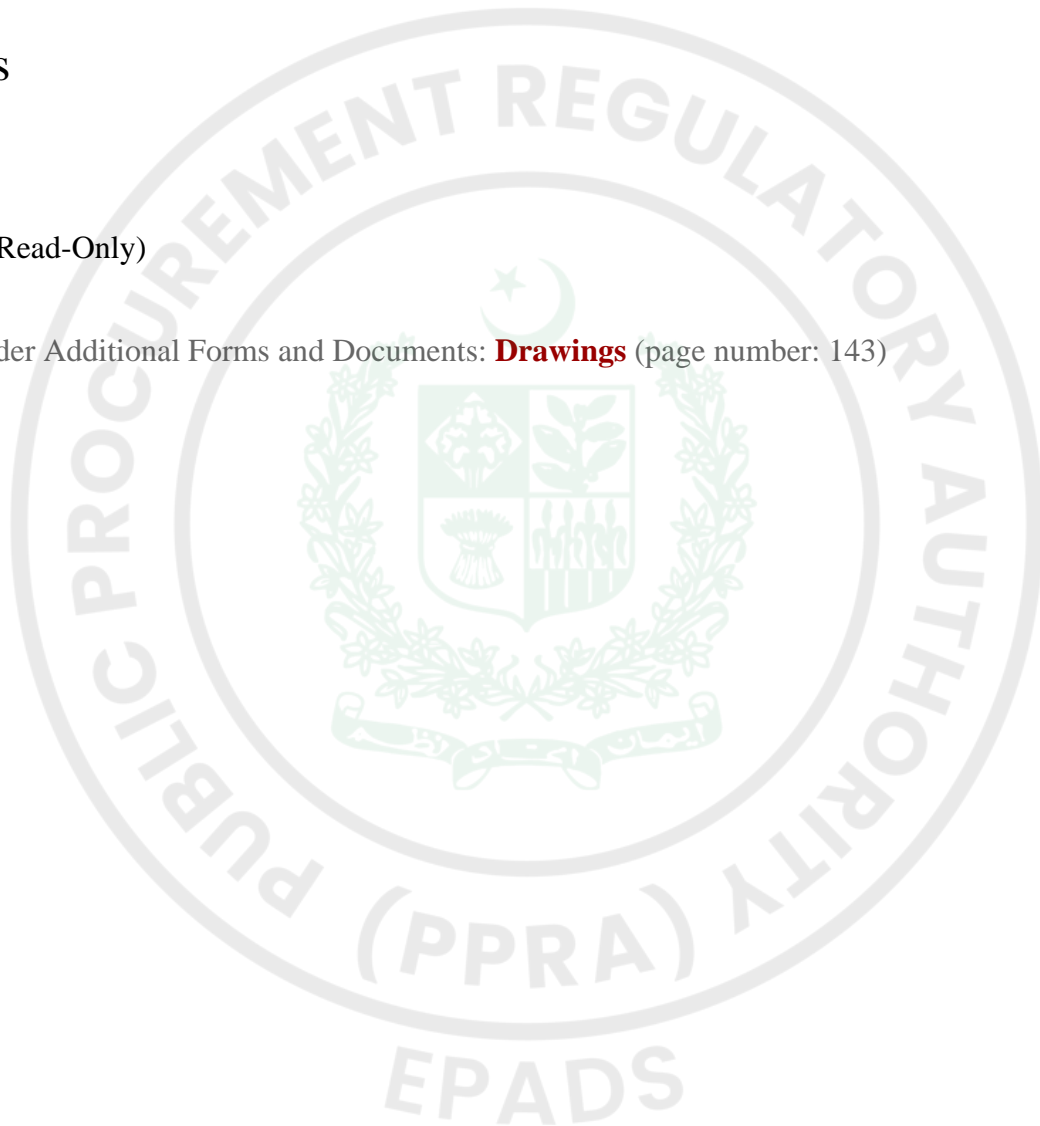 s
Read-Only)
der Additional Forms and Documents: Drawings (page number: 143)
PUBLIC PROCUREMENT REGULATORY AUTHORITY
(PPRA)
EPADS